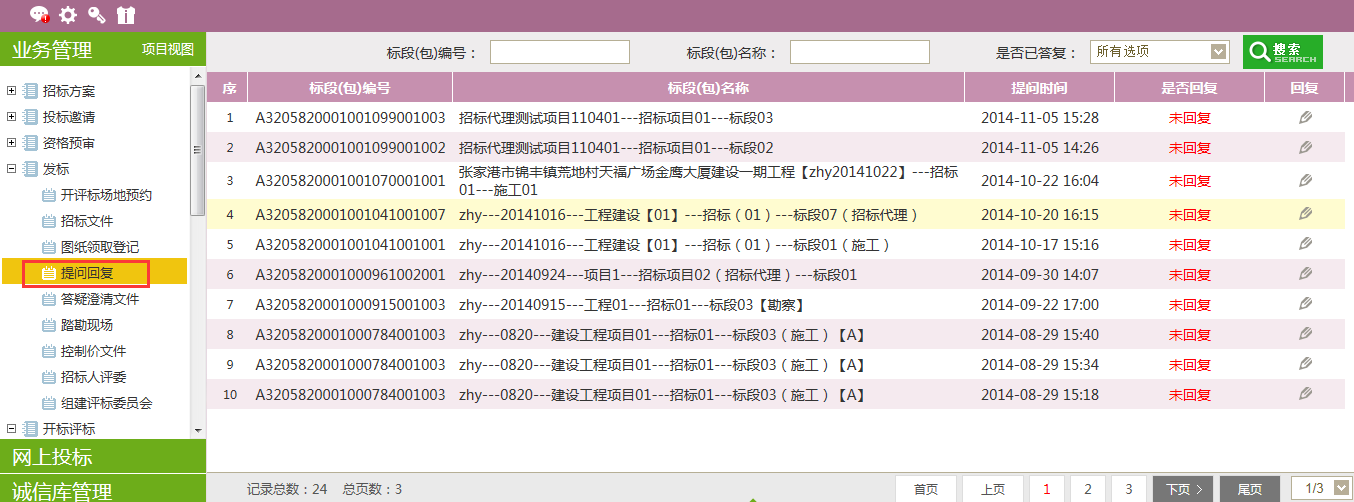 业务管理 项目视图
招标方案
投标邀请
资格预审
发标
开评标场地预约
招标文件
图纸领取登记
提问回复
答疑澄清文件
踏勘现场
控制价文件
招标人评委
组建评标委员会
开标评标
网上投标
诚信库管理
标段(包)编号： 标段(包)名称： 是否已答复： 所有选项 搜索 SEARCH
序 标段(包)编号 标段(包)名称 提问时间 是否回复 回复
1 A3205820001001099001003 招标代理测试项目110401---招标项目01---标段03 2014-11-05 15:28 未回复
2 A3205820001001099001002 招标代理测试项目110401---招标项目01---标段02 2014-11-05 14:26 未回复
3 A3205820001001070001001 张家港市锦丰镇荒地村天福广场金鹰大厦建设一期工程【zhy20141022】---招标
01---施工01 2014-10-22 16:04 未回复
4 A3205820001001041001007 zhy---20141016---工程建设【01】---招标（01）---标段07（招标代理） 2014-10-20 16:15 未回复
5 A3205820001001041001001 zhy---20141016---工程建设【01】---招标（01）---标段01（施工） 2014-10-17 15:16 未回复
6 A3205820001000961002001 zhy---20140924---项目1---招标项目02（招标代理）---标段01 2014-09-30 14:07 未回复
7 A3205820001000915001003 zhy---20140915---工程01---招标01---标段03【勘察】 2014-09-22 17:00 未回复
8 A3205820001000784001003 zhy---0820---建设工程项目01---招标01---标段03（施工）【A】 2014-08-29 15:40 未回复
9 A3205820001000784001003 zhy---0820---建设工程项目01---招标01---标段03（施工）【A】 2014-08-29 15:34 未回复
10 A3205820001000784001003 zhy---0820---建设工程项目01---招标01---标段03（施工）【A】 2014-08-29 15:18 未回复
记录总数：24 总页数：3 首页 上页 1 2 3 下页 尾页 1/3